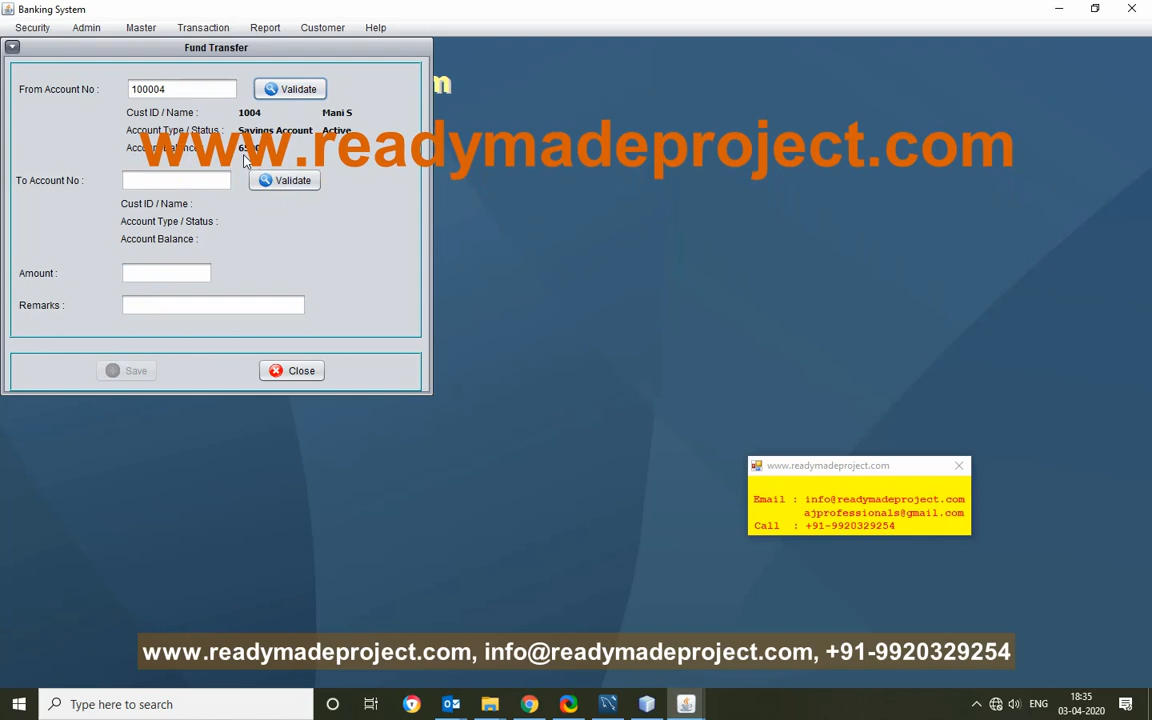 Banking System
Security Admin Master Transaction Report Customer Help
Fund Transfer
From Account No : 100004 Validate
Cust ID / Name : 1004 Mani S
Account Type / Status : Savings Account Active
Account Balance :
www.readymadeproject.com
To Account No : Validate
Cust ID / Name :
Account Type / Status :
Account Balance :
Amount :
Remarks :
Save Close
www.readymadeproject.com
Email : info@readymadeproject.com
ajprofessionals@gmail.com
Call : +91-9920329254
www.readymadeproject.com, info@readymadeproject.com, +91-9920329254
Type here to search
ENG
18:35
03-04-2020